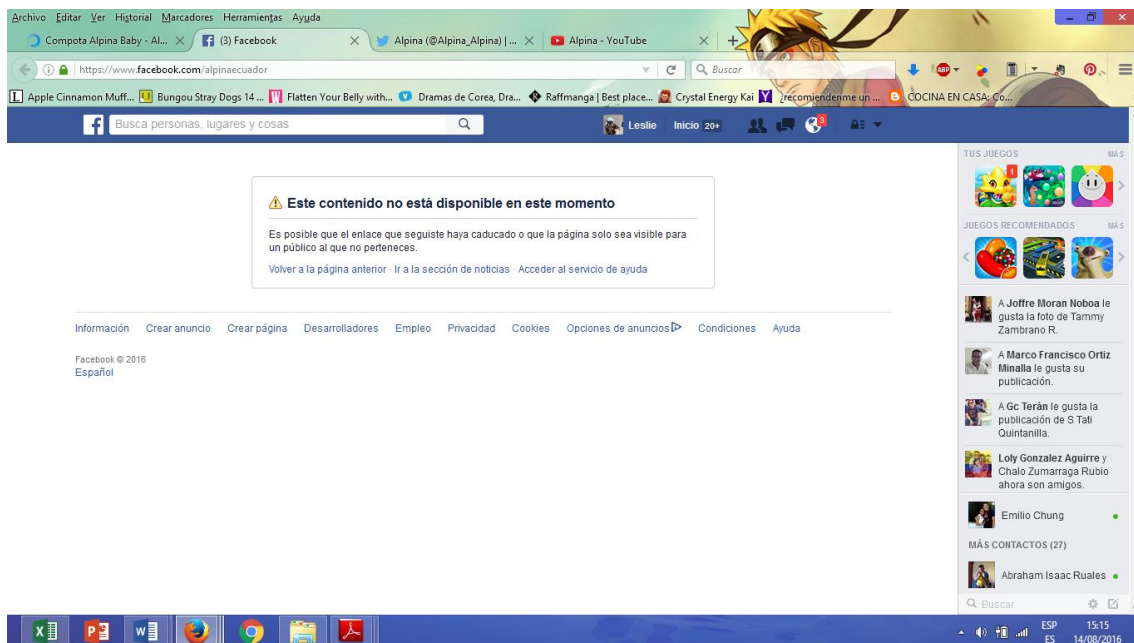 Archivo Editar Ver Historial Marcadores Herramientas Ayuda
Compota Alpina Baby - Al...
(3) Facebook
Alpina (@Alpina_Alpina) | ...
Alpina - YouTube
https://www.facebook.com/alpinaecuador
Buscar
ABP
Apple Cinnamon Muff...
Bungou Stray Dogs 14 ...
Flatten Your Belly with...
Dramas de Corea, Dra...
Raffmanga | Best place...
Crystal Energy Kai
¿recomiendenme un ...
COCINA EN CASA: Co...
Busca personas, lugares y cosas
Leslie
Inicio 20+
3
TUS JUEGOS MÁS
1
JUEGOS RECOMENDADOS MÁS
Este contenido no está disponible en este momento
Es posible que el enlace que seguiste haya caducado o que la página solo sea visible para
un público al que no perteneces.
Volver a la página anterior · Ir a la sección de noticias · Acceder al servicio de ayuda
Información Crear anuncio Crear página Desarrolladores Empleo Privacidad Cookies Opciones de anuncios Condiciones Ayuda
Facebook © 2016
Español
A Joffre Moran Noboa le
gusta la foto de Tammy
Zambrano R.
A Marco Francisco Ortiz
Minalla le gusta su
publicación.
A Gc Terán le gusta la
publicación de S Tati
Quintanilla.
Loly Gonzalez Aguirre y
Chalo Zumarraga Rubio
ahora son amigos.
Emilio Chung
MÁS CONTACTOS (27)
Abraham Isaac Ruales
Buscar
ESP
ES
15:15
14/08/2016